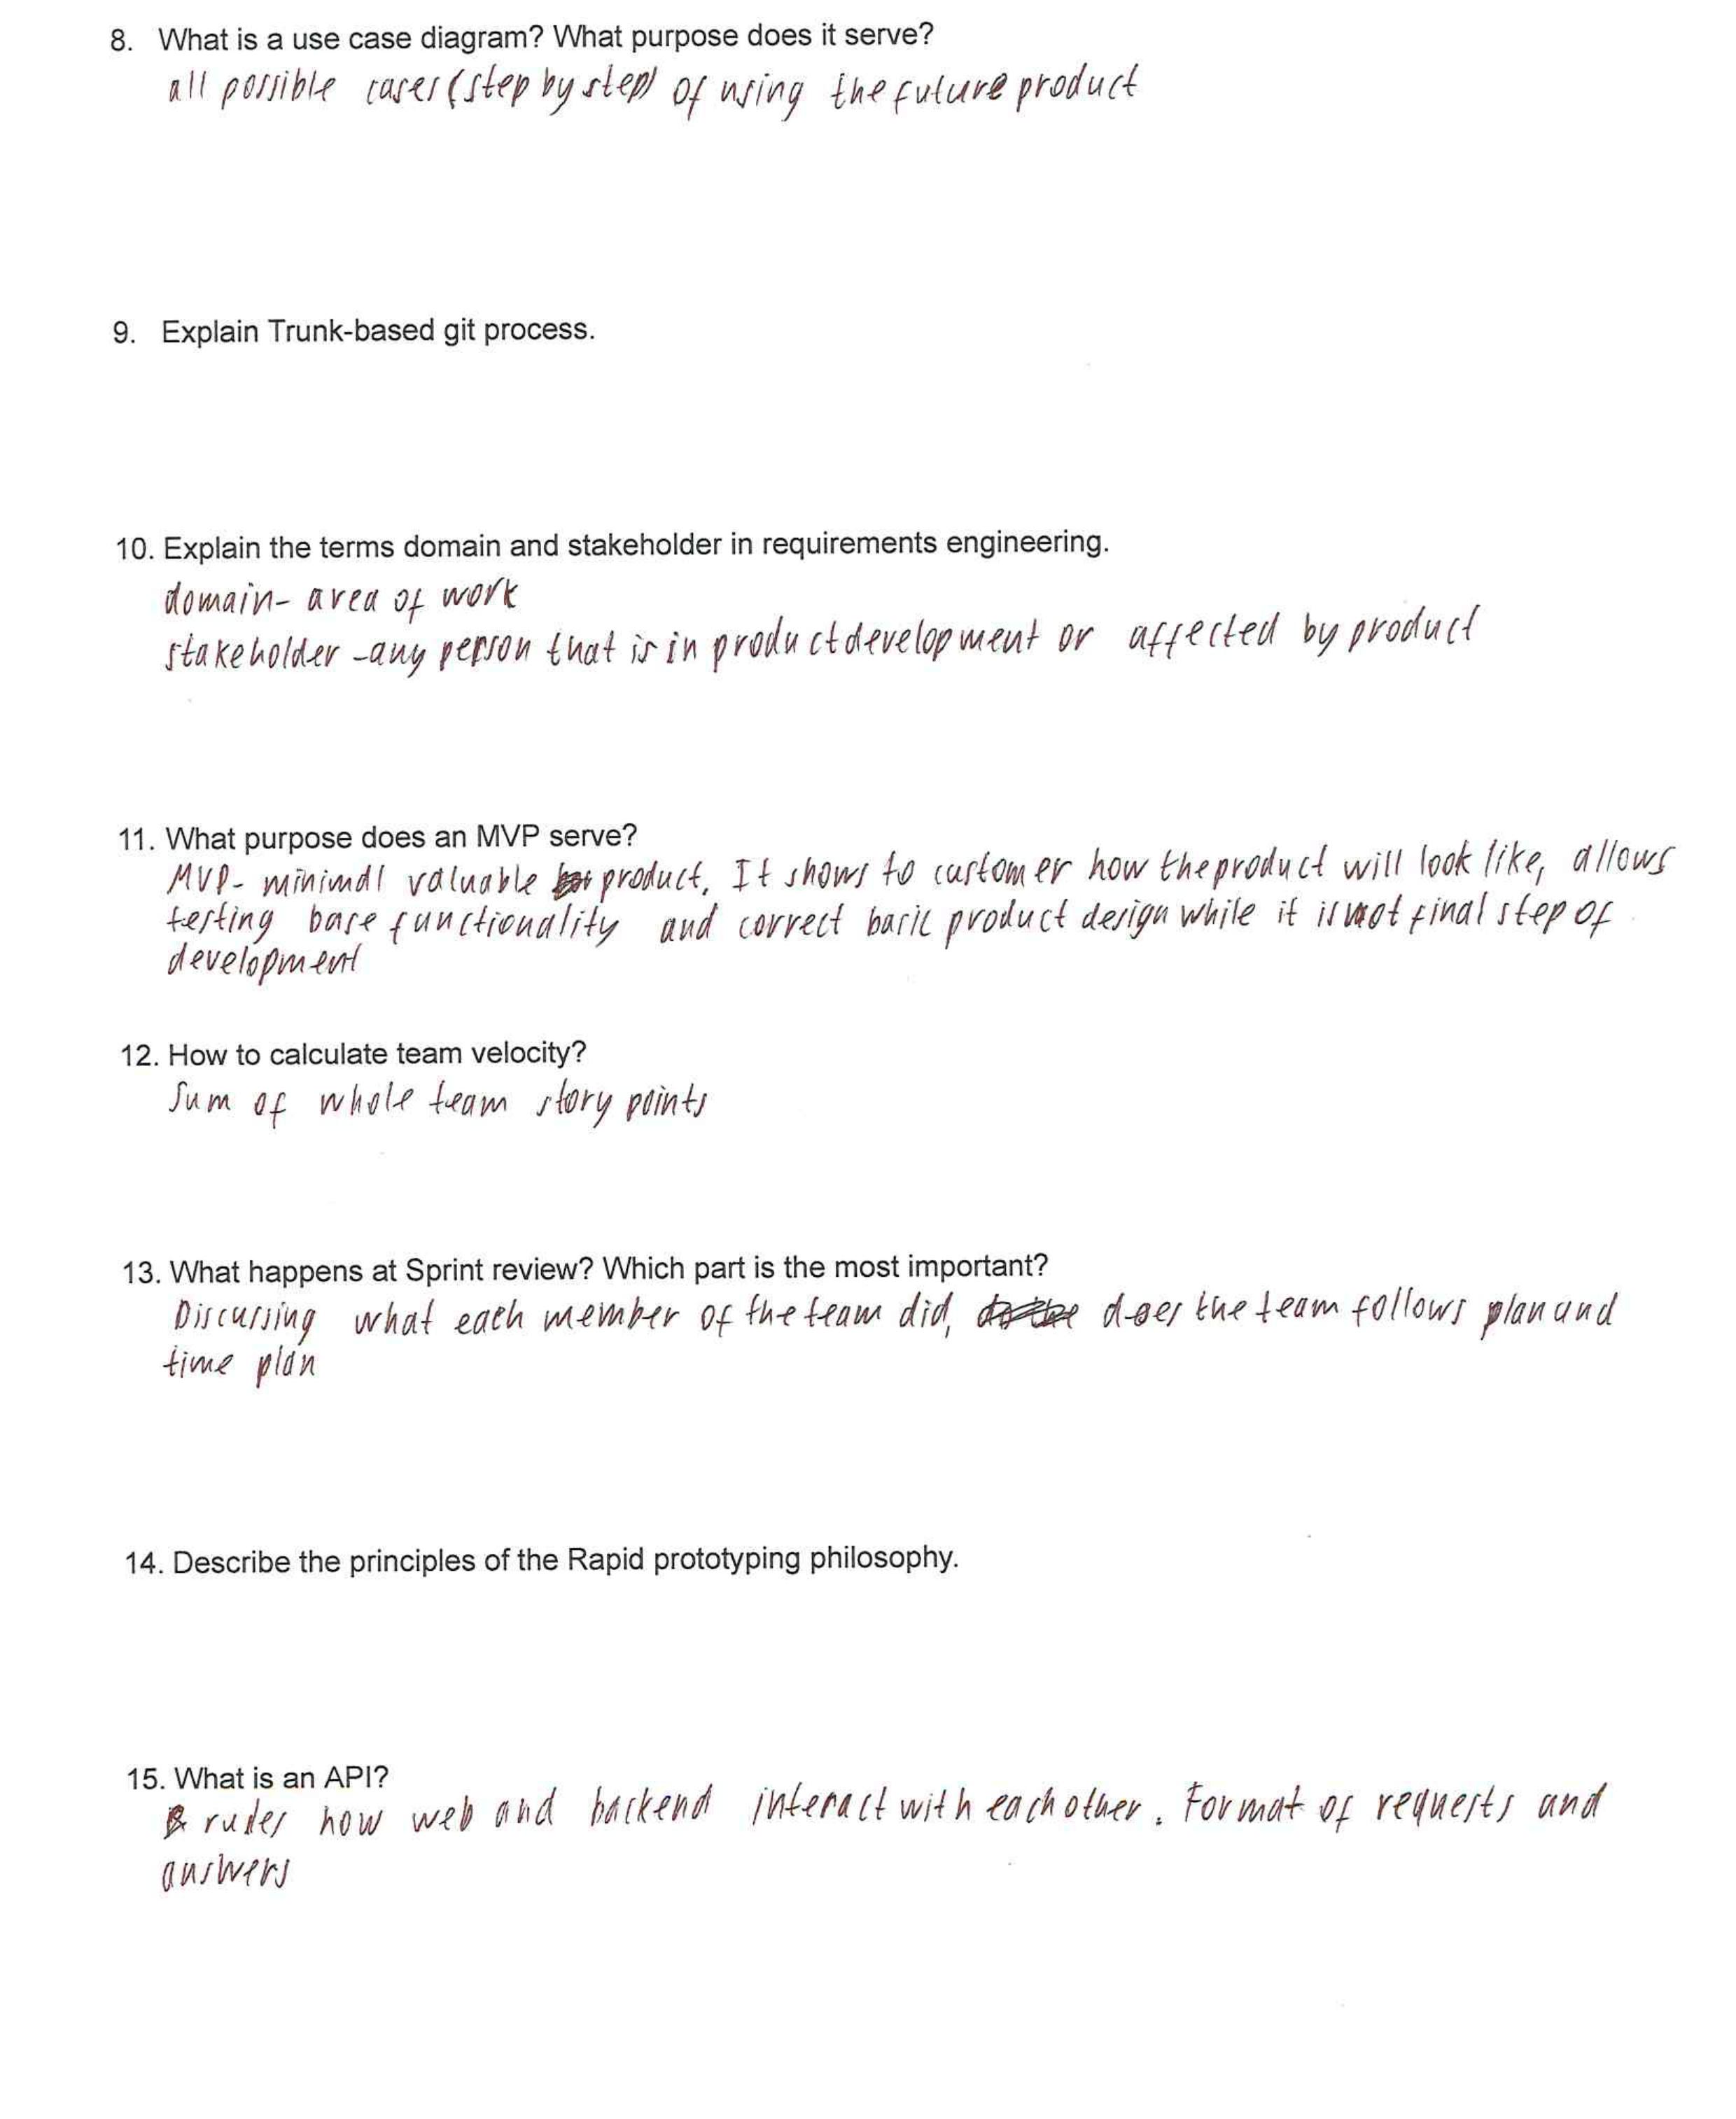 8. What is a use case diagram? What purpose does it serve?
all possible cases (step by step) of using the future product
9. Explain Trunk-based git process.
10. Explain the terms domain and stakeholder in requirements engineering.
domain- area of work
stakeholder -any person that is in product development or affected by product
11. What purpose does an MVP serve?
MVP- minimal valuable product. It shows to customer how the product will look like, allows
testing base functionality and correct basic product design while it is not final step of
development
12. How to calculate team velocity?
Sum of whole team story points
13. What happens at Sprint review? Which part is the most important?
Discussing what each member of the team did, does the team follows plan and
time plan
14. Describe the principles of the Rapid prototyping philosophy.
15. What is an API?
rules how web and backend interact with each other. Format of requests and
answers